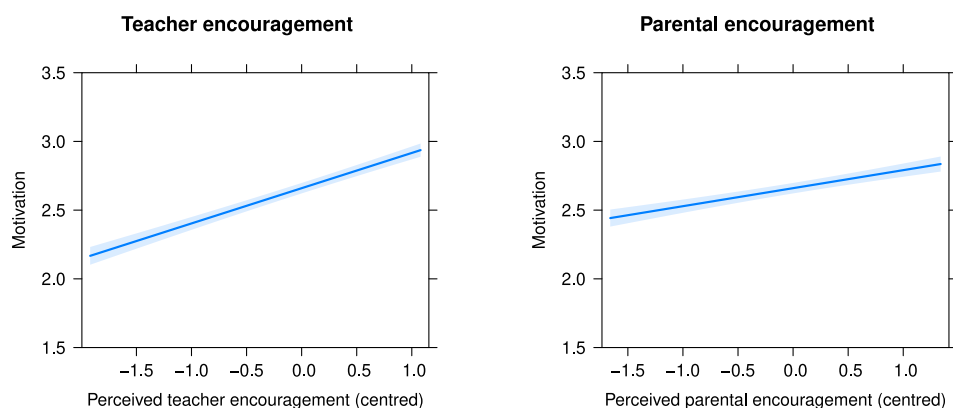 Teacher encouragement
3.5
3.0
2.5
2.0
1.5
Motivation
−1.5 −1.0 −0.5 0.0 0.5 1.0
Perceived teacher encouragement (centred)
Parental encouragement
3.5
3.0
2.5
2.0
1.5
Motivation
−1.5 −1.0 −0.5 0.0 0.5 1.0
Perceived parental encouragement (centred)